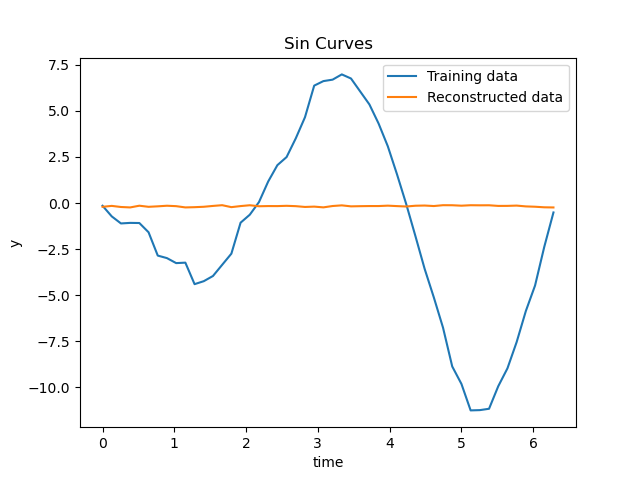 Sin Curves
Training data
Reconstructed data
7.5
5.0
2.5
0.0
−2.5
−5.0
−7.5
−10.0
y
0 1 2 3 4 5 6
time